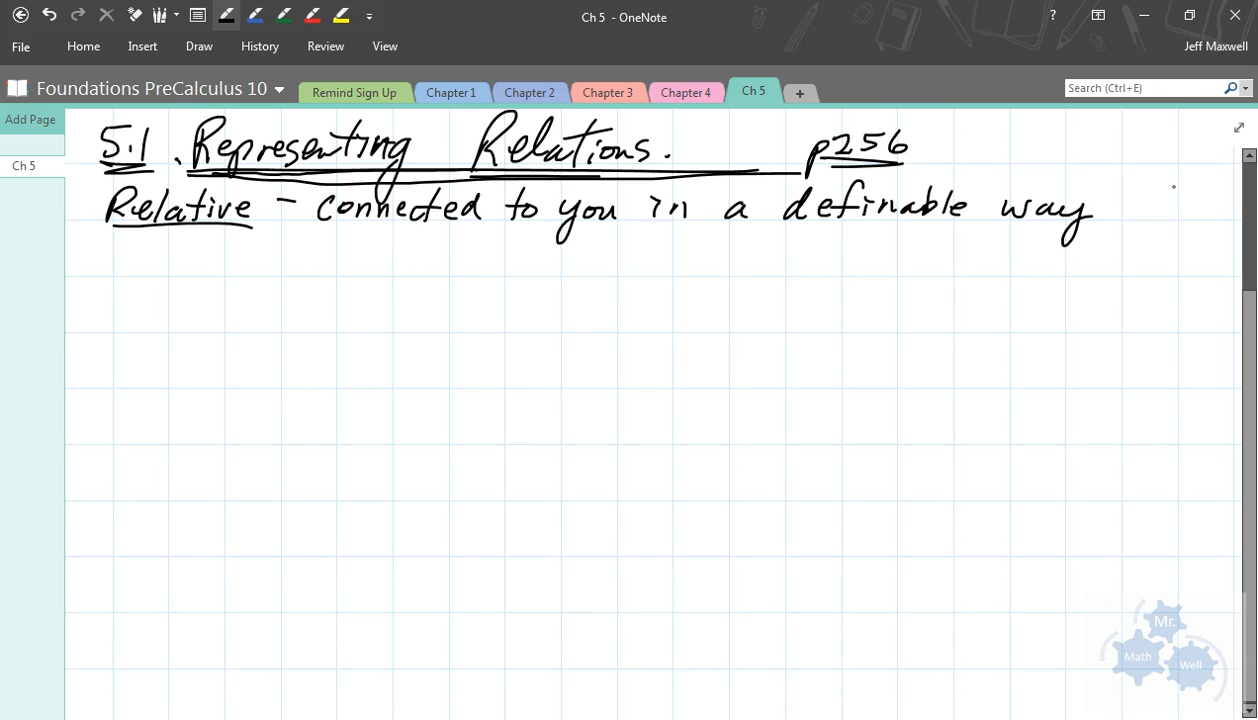 Ch 5 - OneNote
?
File
Home
Insert
Draw
History
Review
View
Jeff Maxwell
Foundations PreCalculus 10
Remind Sign Up
Chapter 1
Chapter 2
Chapter 3
Chapter 4
Ch 5
+
Search (Ctrl+E)
Add Page
Ch 5
5.1 . Representing Relations. p256
Relative - connected to you in a definable way
Mr.
Math
Well